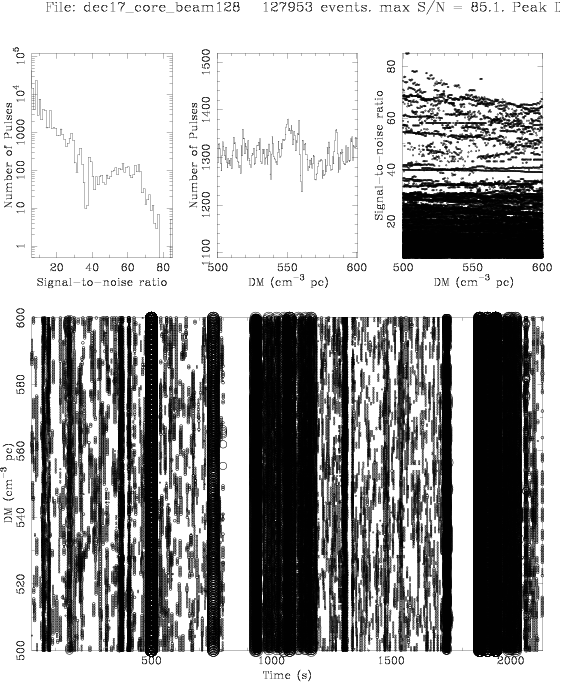 File: dec17_core_beam128 127953 events. max S/N = 85.1. Peak D
Number of Pulses
1 10 100 1000 10^4 10^5
20 40 60 80
Signal-to-noise ratio
Number of Pulses
1100 1200 1300 1400 1500
500 550 600
DM (cm^-3 pc)
Signal-to-noise ratio
20 40 60 80
500 550 600
DM (cm^-3 pc)
DM (cm^-3 pc)
500 520 540 560 580 600
500 1000 1500 2000
Time (s)